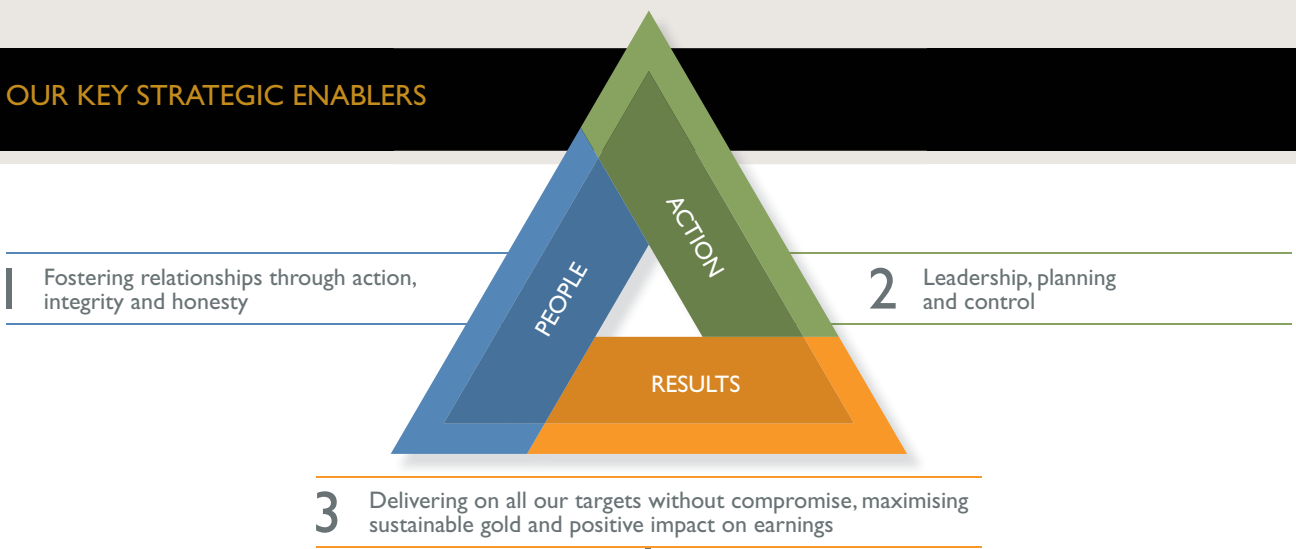 OUR KEY STRATEGIC ENABLERS
ACTION
PEOPLE
1 Fostering relationships through action,
integrity and honesty
2 Leadership, planning
and control
RESULTS
3 Delivering on all our targets without compromise, maximising
sustainable gold and positive impact on earnings